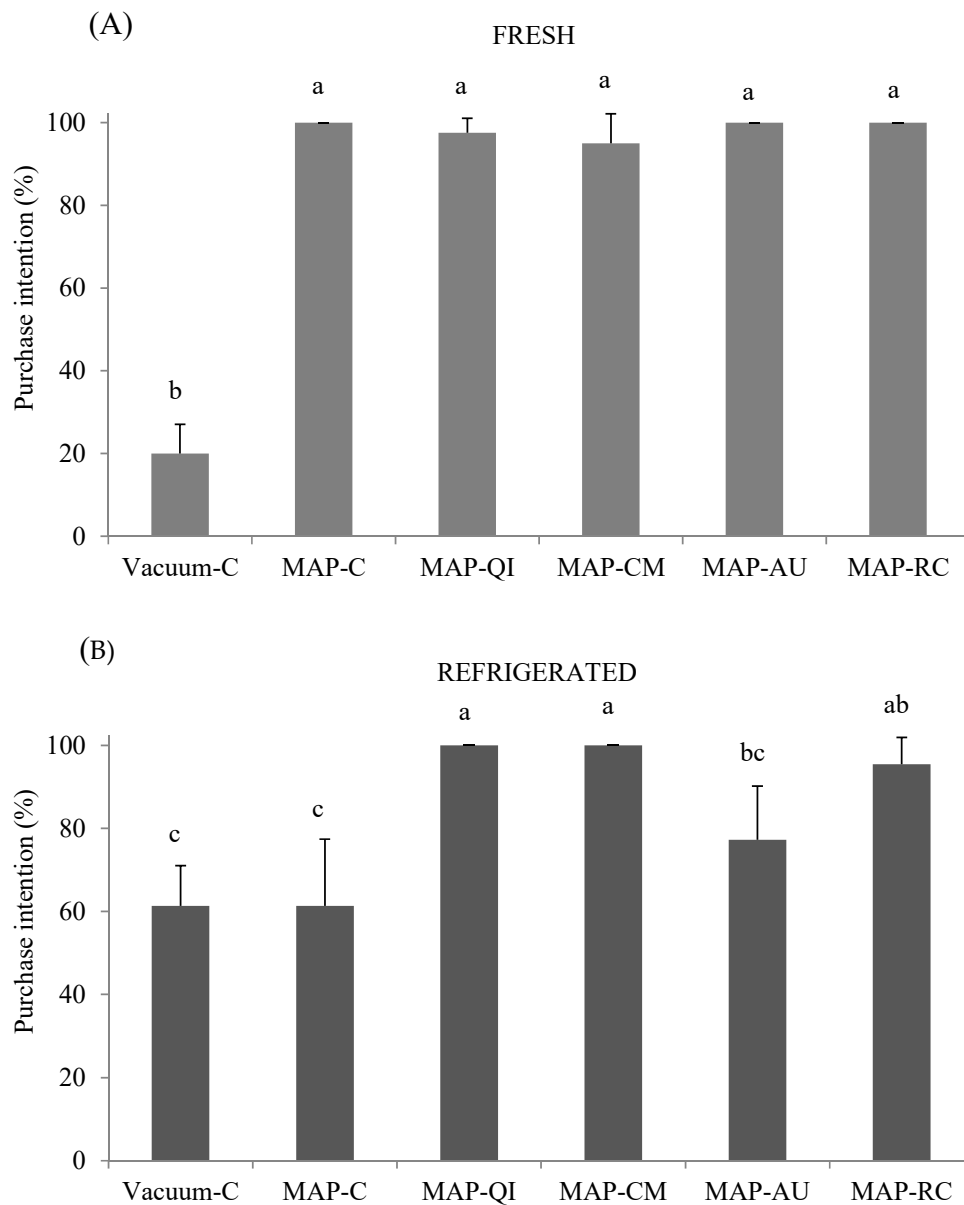 (A)
FRESH
a a a a a
b
100
80
60
40
20
0
Purchase intention (%)
Vacuum-C MAP-C MAP-QI MAP-CM MAP-AU MAP-RC
(B)
REFRIGERATED
a a ab
bc
c c
100
80
60
40
20
0
Purchase intention (%)
Vacuum-C MAP-C MAP-QI MAP-CM MAP-AU MAP-RC